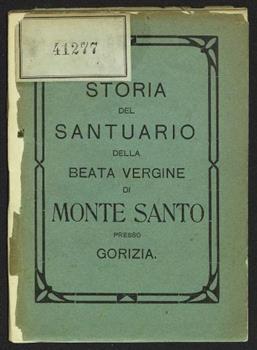 41277
STORIA
DEL
SANTUARIO
DELLA
BEATA VERGINE
DI
MONTE SANTO
PRESSO
GORIZIA.